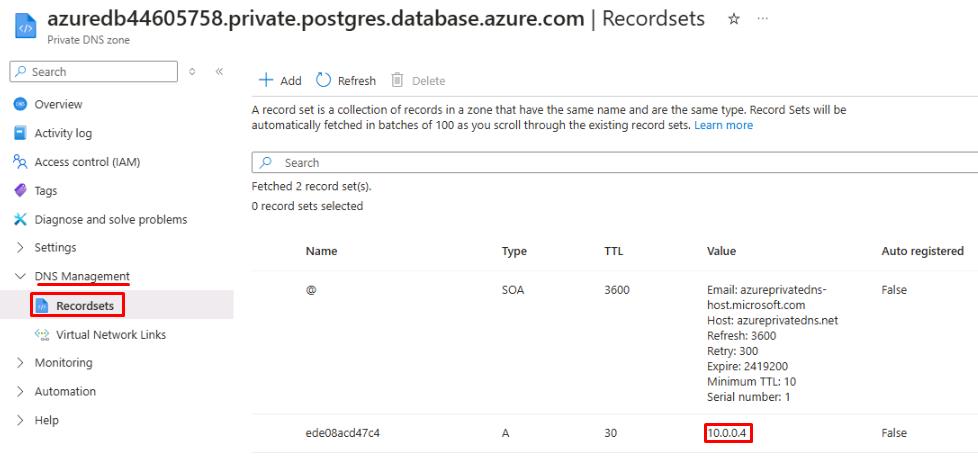 azuredb44605758.private.postgres.database.azure.com | Recordsets
Private DNS zone
Search
Overview
Activity log
Access control (IAM)
Tags
Diagnose and solve problems
Settings
DNS Management
Recordsets
Virtual Network Links
Monitoring
Automation
Help
Add Refresh Delete
A record set is a collection of records in a zone that have the same name and are the same type. Record Sets will be
automatically fetched in batches of 100 as you scroll through the existing record sets. Learn more
Search
Fetched 2 record set(s).
0 record sets selected
Name Type TTL Value Auto registered
@ SOA 3600 Email: azureprivatedns- False
host.microsoft.com
Host: azureprivatedns.net
Refresh: 3600
Retry: 300
Expire: 2419200
Minimum TTL: 10
Serial number: 1
ede08acd47c4 A 30 10.0.0.4 False